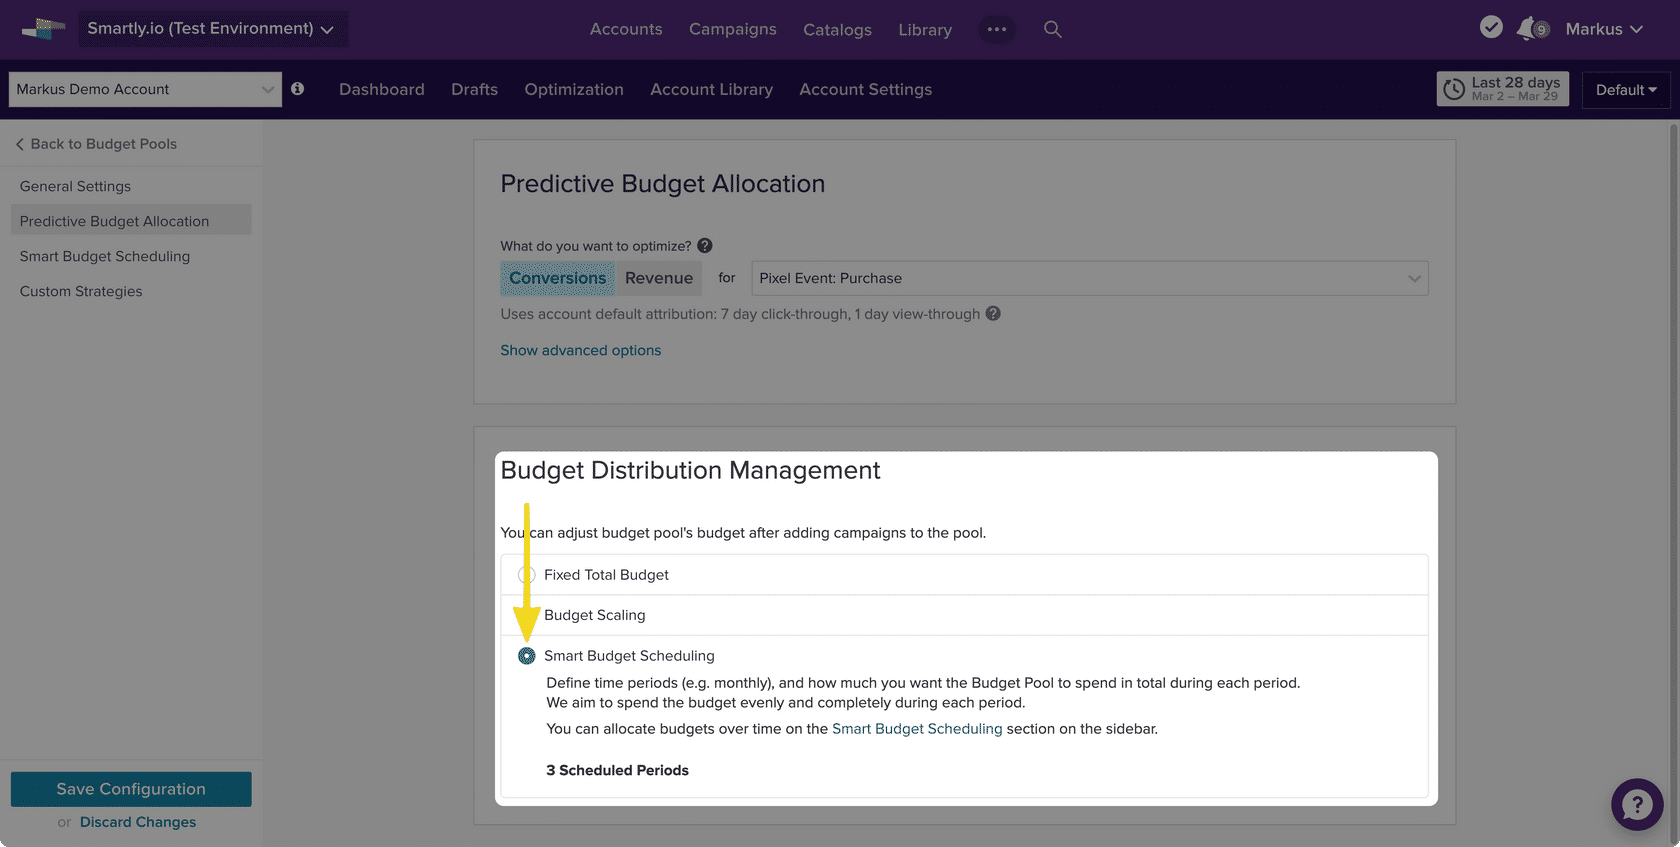 Smartly.io (Test Environment)
Accounts
Campaigns
Catalogs
Library
9
Markus
Markus Demo Account
Dashboard
Drafts
Optimization
Account Library
Account Settings
Last 28 days
Mar 2 – Mar 29
Default
Back to Budget Pools
General Settings
Predictive Budget Allocation
Smart Budget Scheduling
Custom Strategies
Save Configuration
or Discard Changes
Predictive Budget Allocation
What do you want to optimize? ?
Conversions Revenue for Pixel Event: Purchase
Uses account default attribution: 7 day click-through, 1 day view-through ?
Show advanced options
Budget Distribution Management
You can adjust budget pool's budget after adding campaigns to the pool.
Fixed Total Budget
Budget Scaling
Smart Budget Scheduling
Define time periods (e.g. monthly), and how much you want the Budget Pool to spend in total during each period.
We aim to spend the budget evenly and completely during each period.
You can allocate budgets over time on the Smart Budget Scheduling section on the sidebar.
3 Scheduled Periods
?